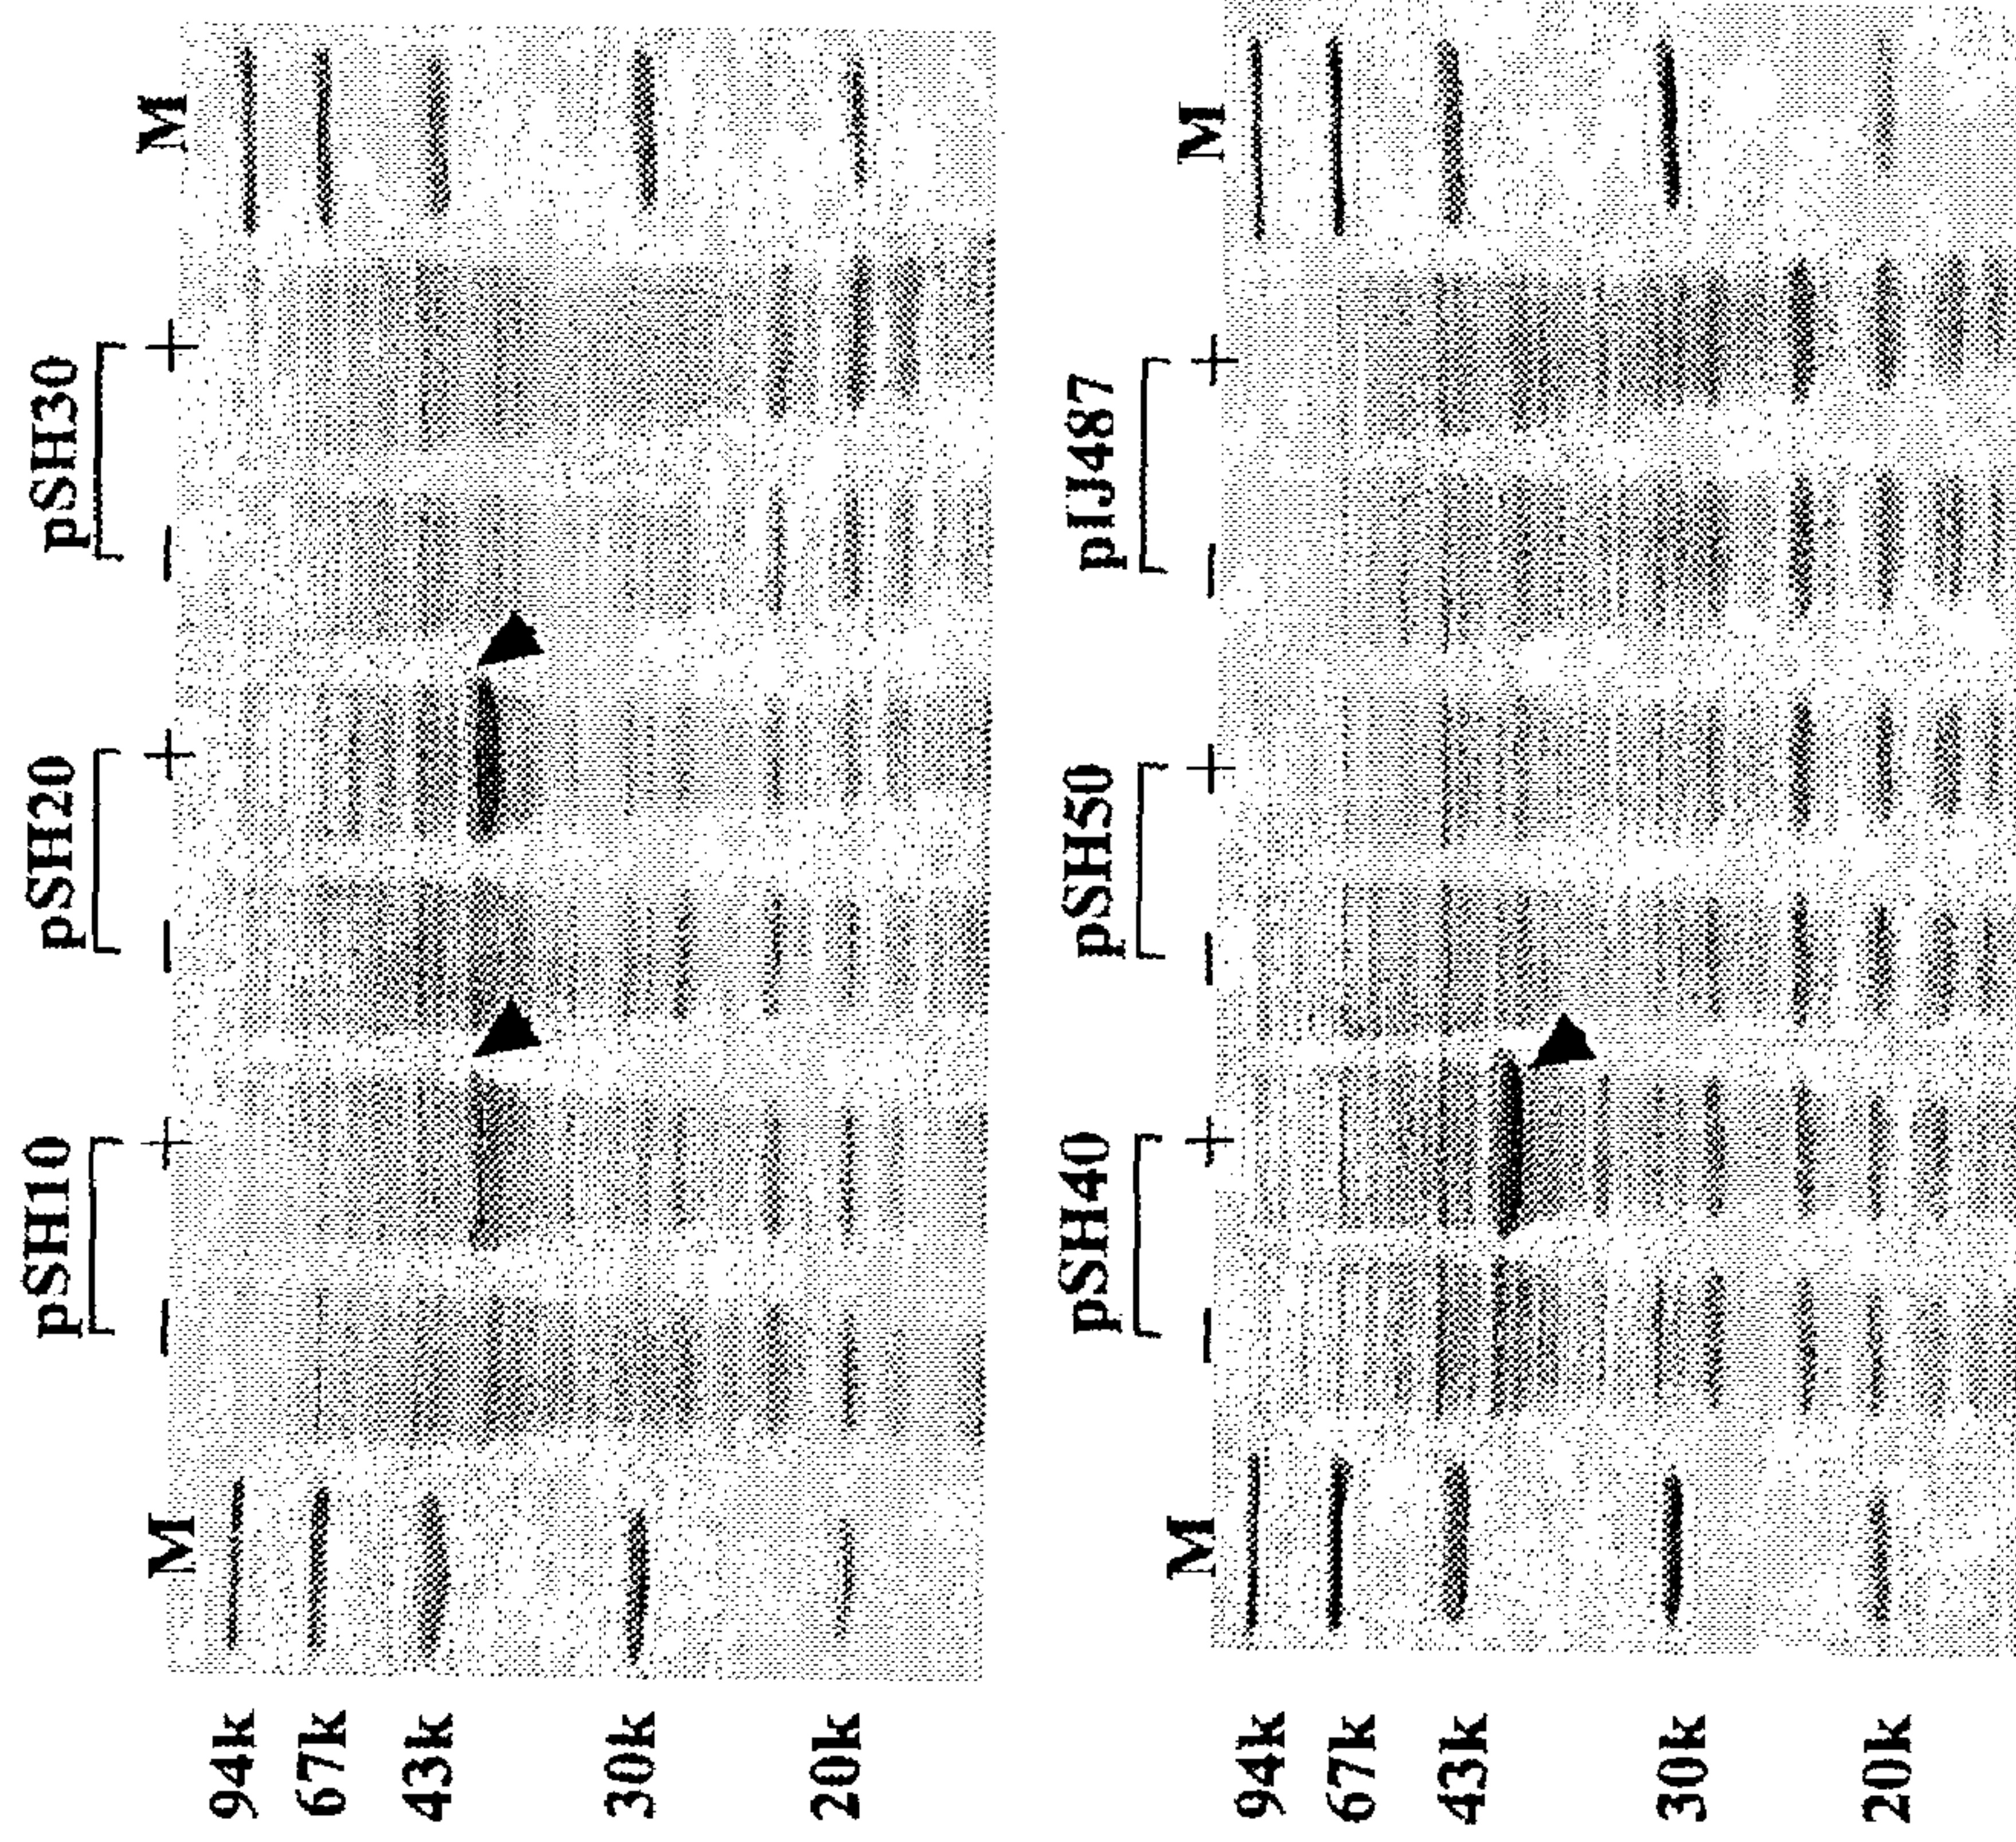 pSH10 pSH20 pSH30
M - + - + - + M
94k
67k
43k
30k
20k
pSH40 pSH50 pIJ487
M - + - + - + M
94k
67k
43k
30k
20k